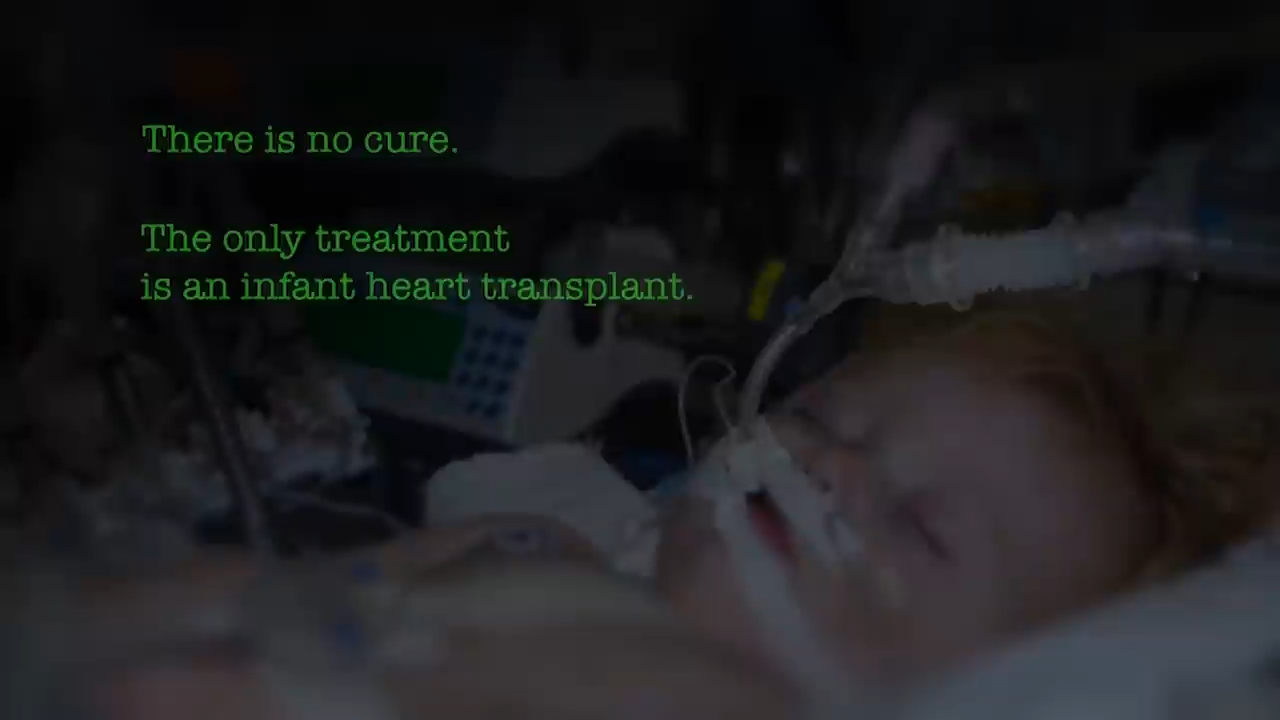 There is no cure.
The only treatment
is an infant heart transplant.